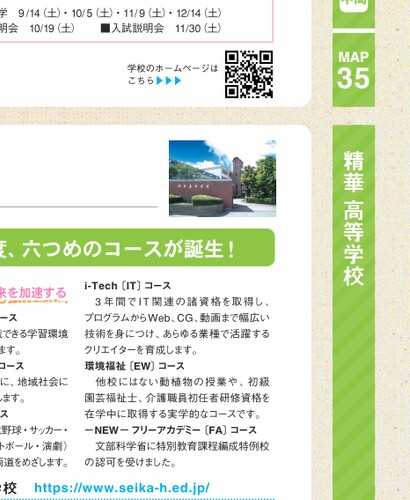 学 9/14（土）・10/5（土）・11/9（土）・12/14（土）
明会 10/19（土） ■入試説明会 11/30（土）
学校のホームページは
こちら▶▶▶
MAP
35
精華 高等学校
度、六つめのコースが誕生！
来を加速する
コース
できる学習環境
ます。
コース
に、地域社会に
します。
ース
（野球・サッカー・
トボール・演劇）
両道をめざします。
i-Tech〔IT〕コース
3年間でIT関連の諸資格を取得し、
プログラムからWeb、CG、動画まで幅広い
技術を身につけ、あらゆる業種で活躍する
クリエイターを育成します。
環境福祉〔EW〕コース
他校にはない動植物の授業や、初級
園芸福祉士、介護職員初任者研修資格を
在学中に取得する実学的なコースです。
－NEW－ フリーアカデミー〔FA〕コース
文部科学省に特別教育課程編成特例校
の認可を受けました。
学校 https://www.seika-h.ed.jp/